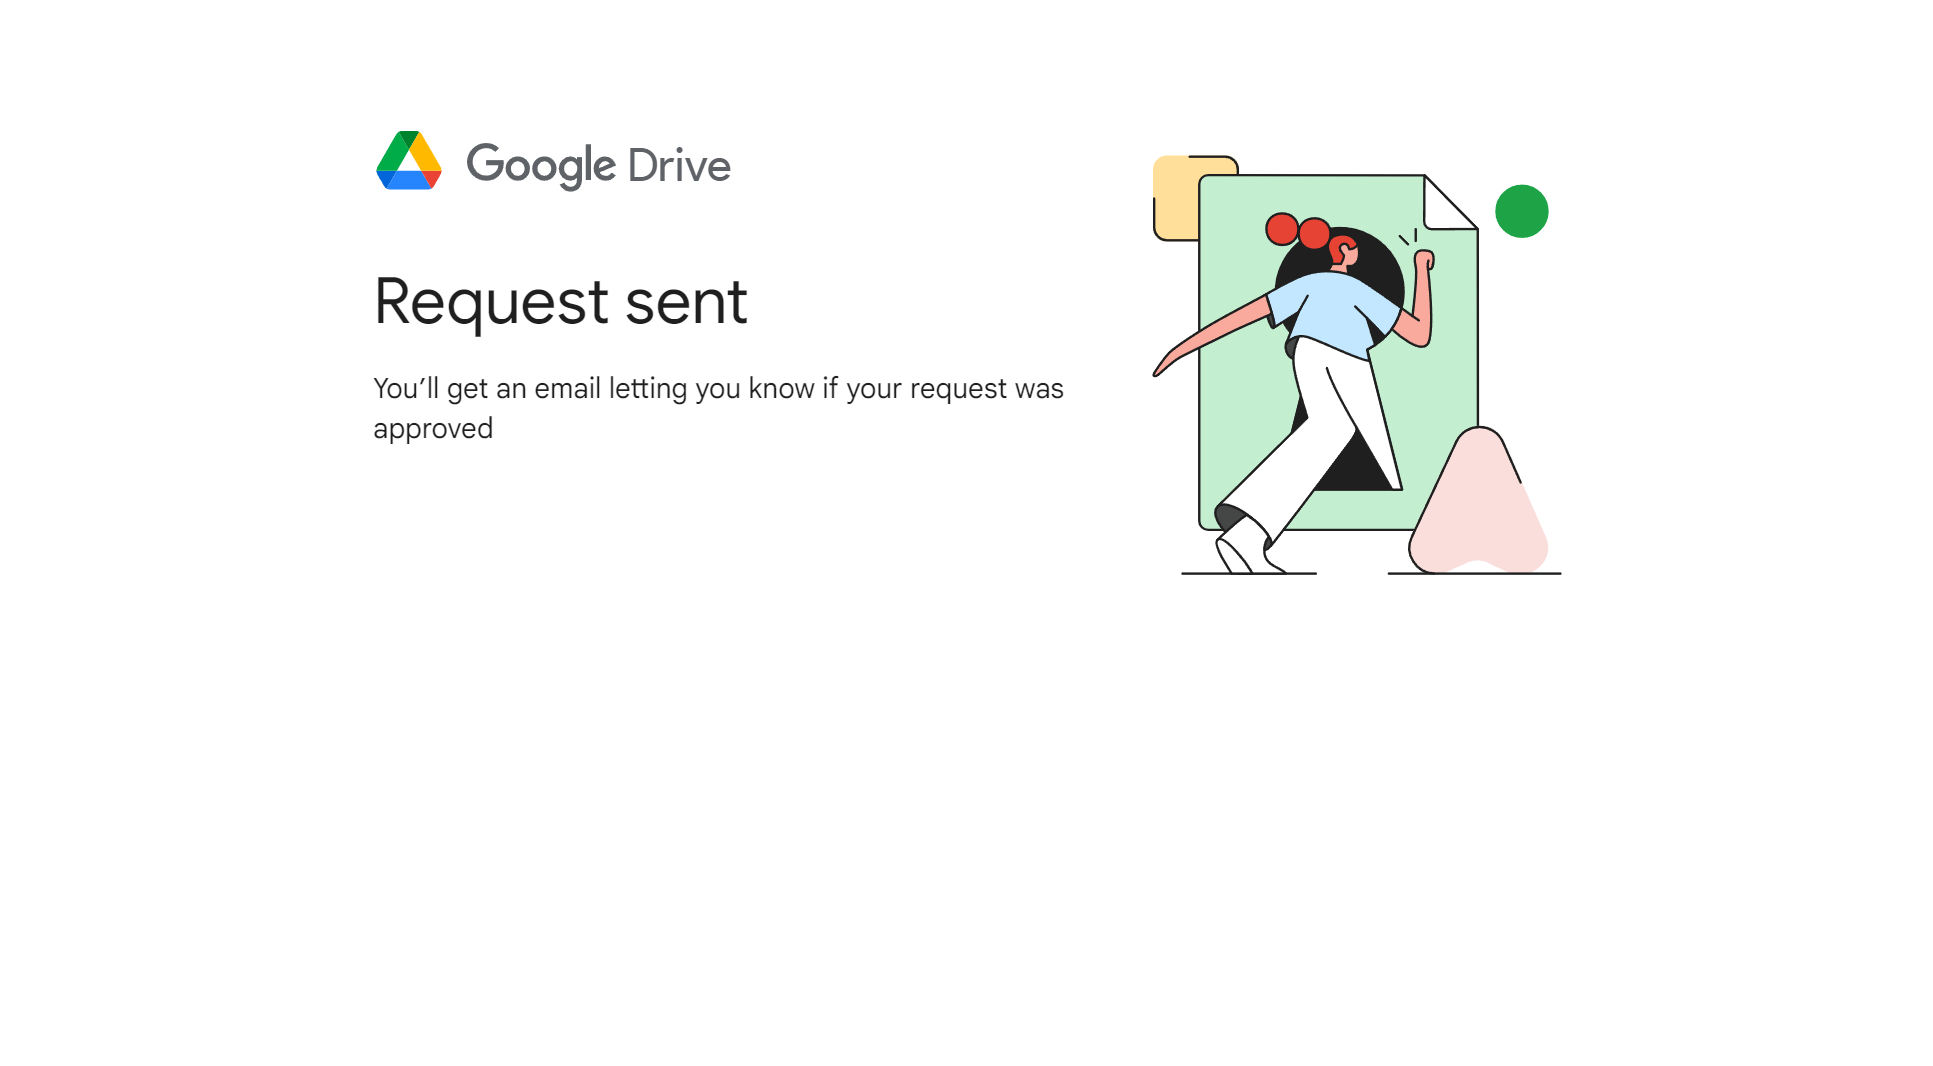 Google Drive
Request sent
You’ll get an email letting you know if your request was
approved